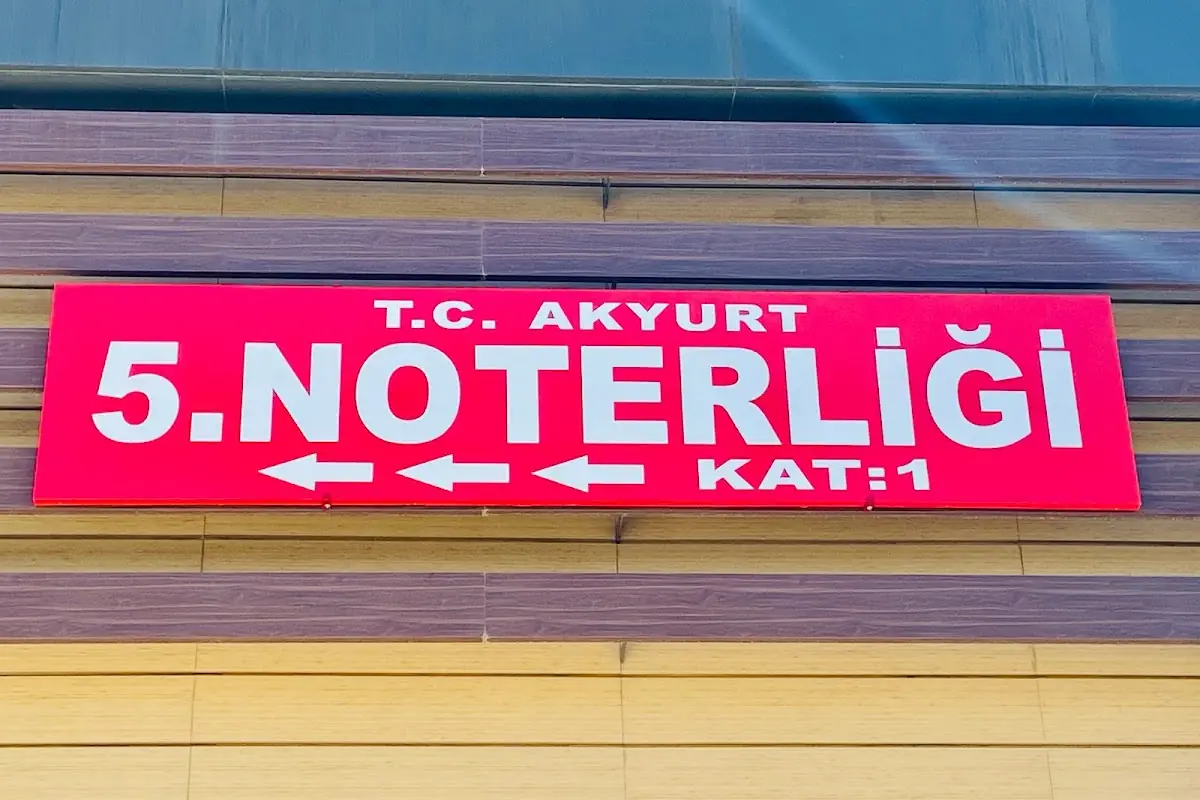 T.C. AKYURT
5.NOTERLİĞİ
KAT:1